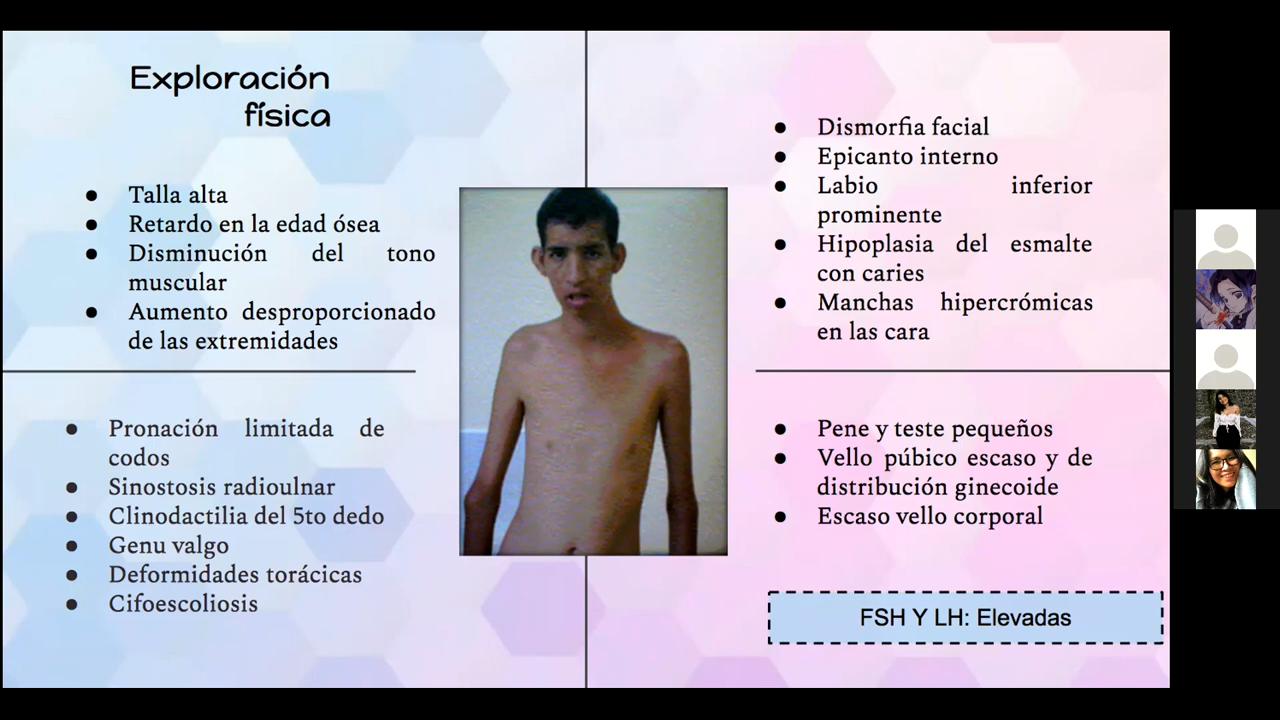 Exploración
física
● Talla alta
● Retardo en la edad ósea
● Disminución del tono
muscular
● Aumento desproporcionado
de las extremidades
● Dismorfia facial
● Epicanto interno
● Labio inferior
prominente
● Hipoplasia del esmalte
con caries
● Manchas hipercrómicas
en las cara
● Pronación limitada de
codos
● Sinostosis radioulnar
● Clinodactilia del 5to dedo
● Genu valgo
● Deformidades torácicas
● Cifoescoliosis
● Pene y teste pequeños
● Vello púbico escaso y de
distribución ginecoide
● Escaso vello corporal
FSH Y LH: Elevadas